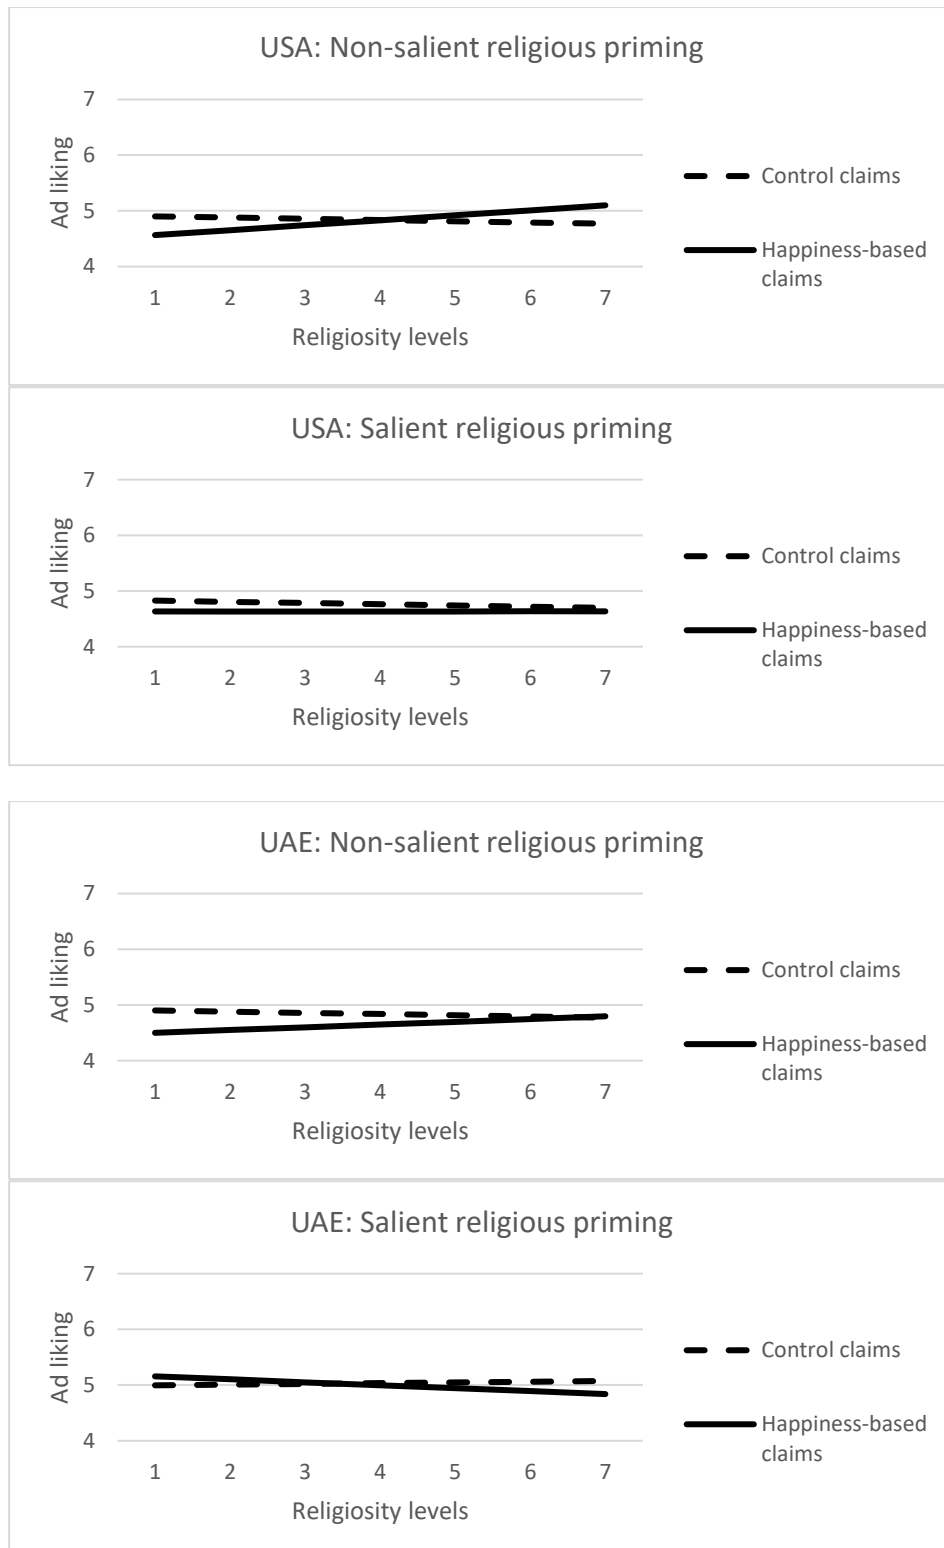 USA: Non-salient religious priming
7
6
5
4
Ad liking
1 2 3 4 5 6 7
Religiosity levels
Control claims
Happiness-based
claims
USA: Salient religious priming
7
6
5
4
Ad liking
1 2 3 4 5 6 7
Religiosity levels
Control claims
Happiness-based
claims
UAE: Non-salient religious priming
7
6
5
4
Ad liking
1 2 3 4 5 6 7
Religiosity levels
Control claims
Happiness-based
claims
UAE: Salient religious priming
7
6
5
4
Ad liking
1 2 3 4 5 6 7
Religiosity levels
Control claims
Happiness-based
claims